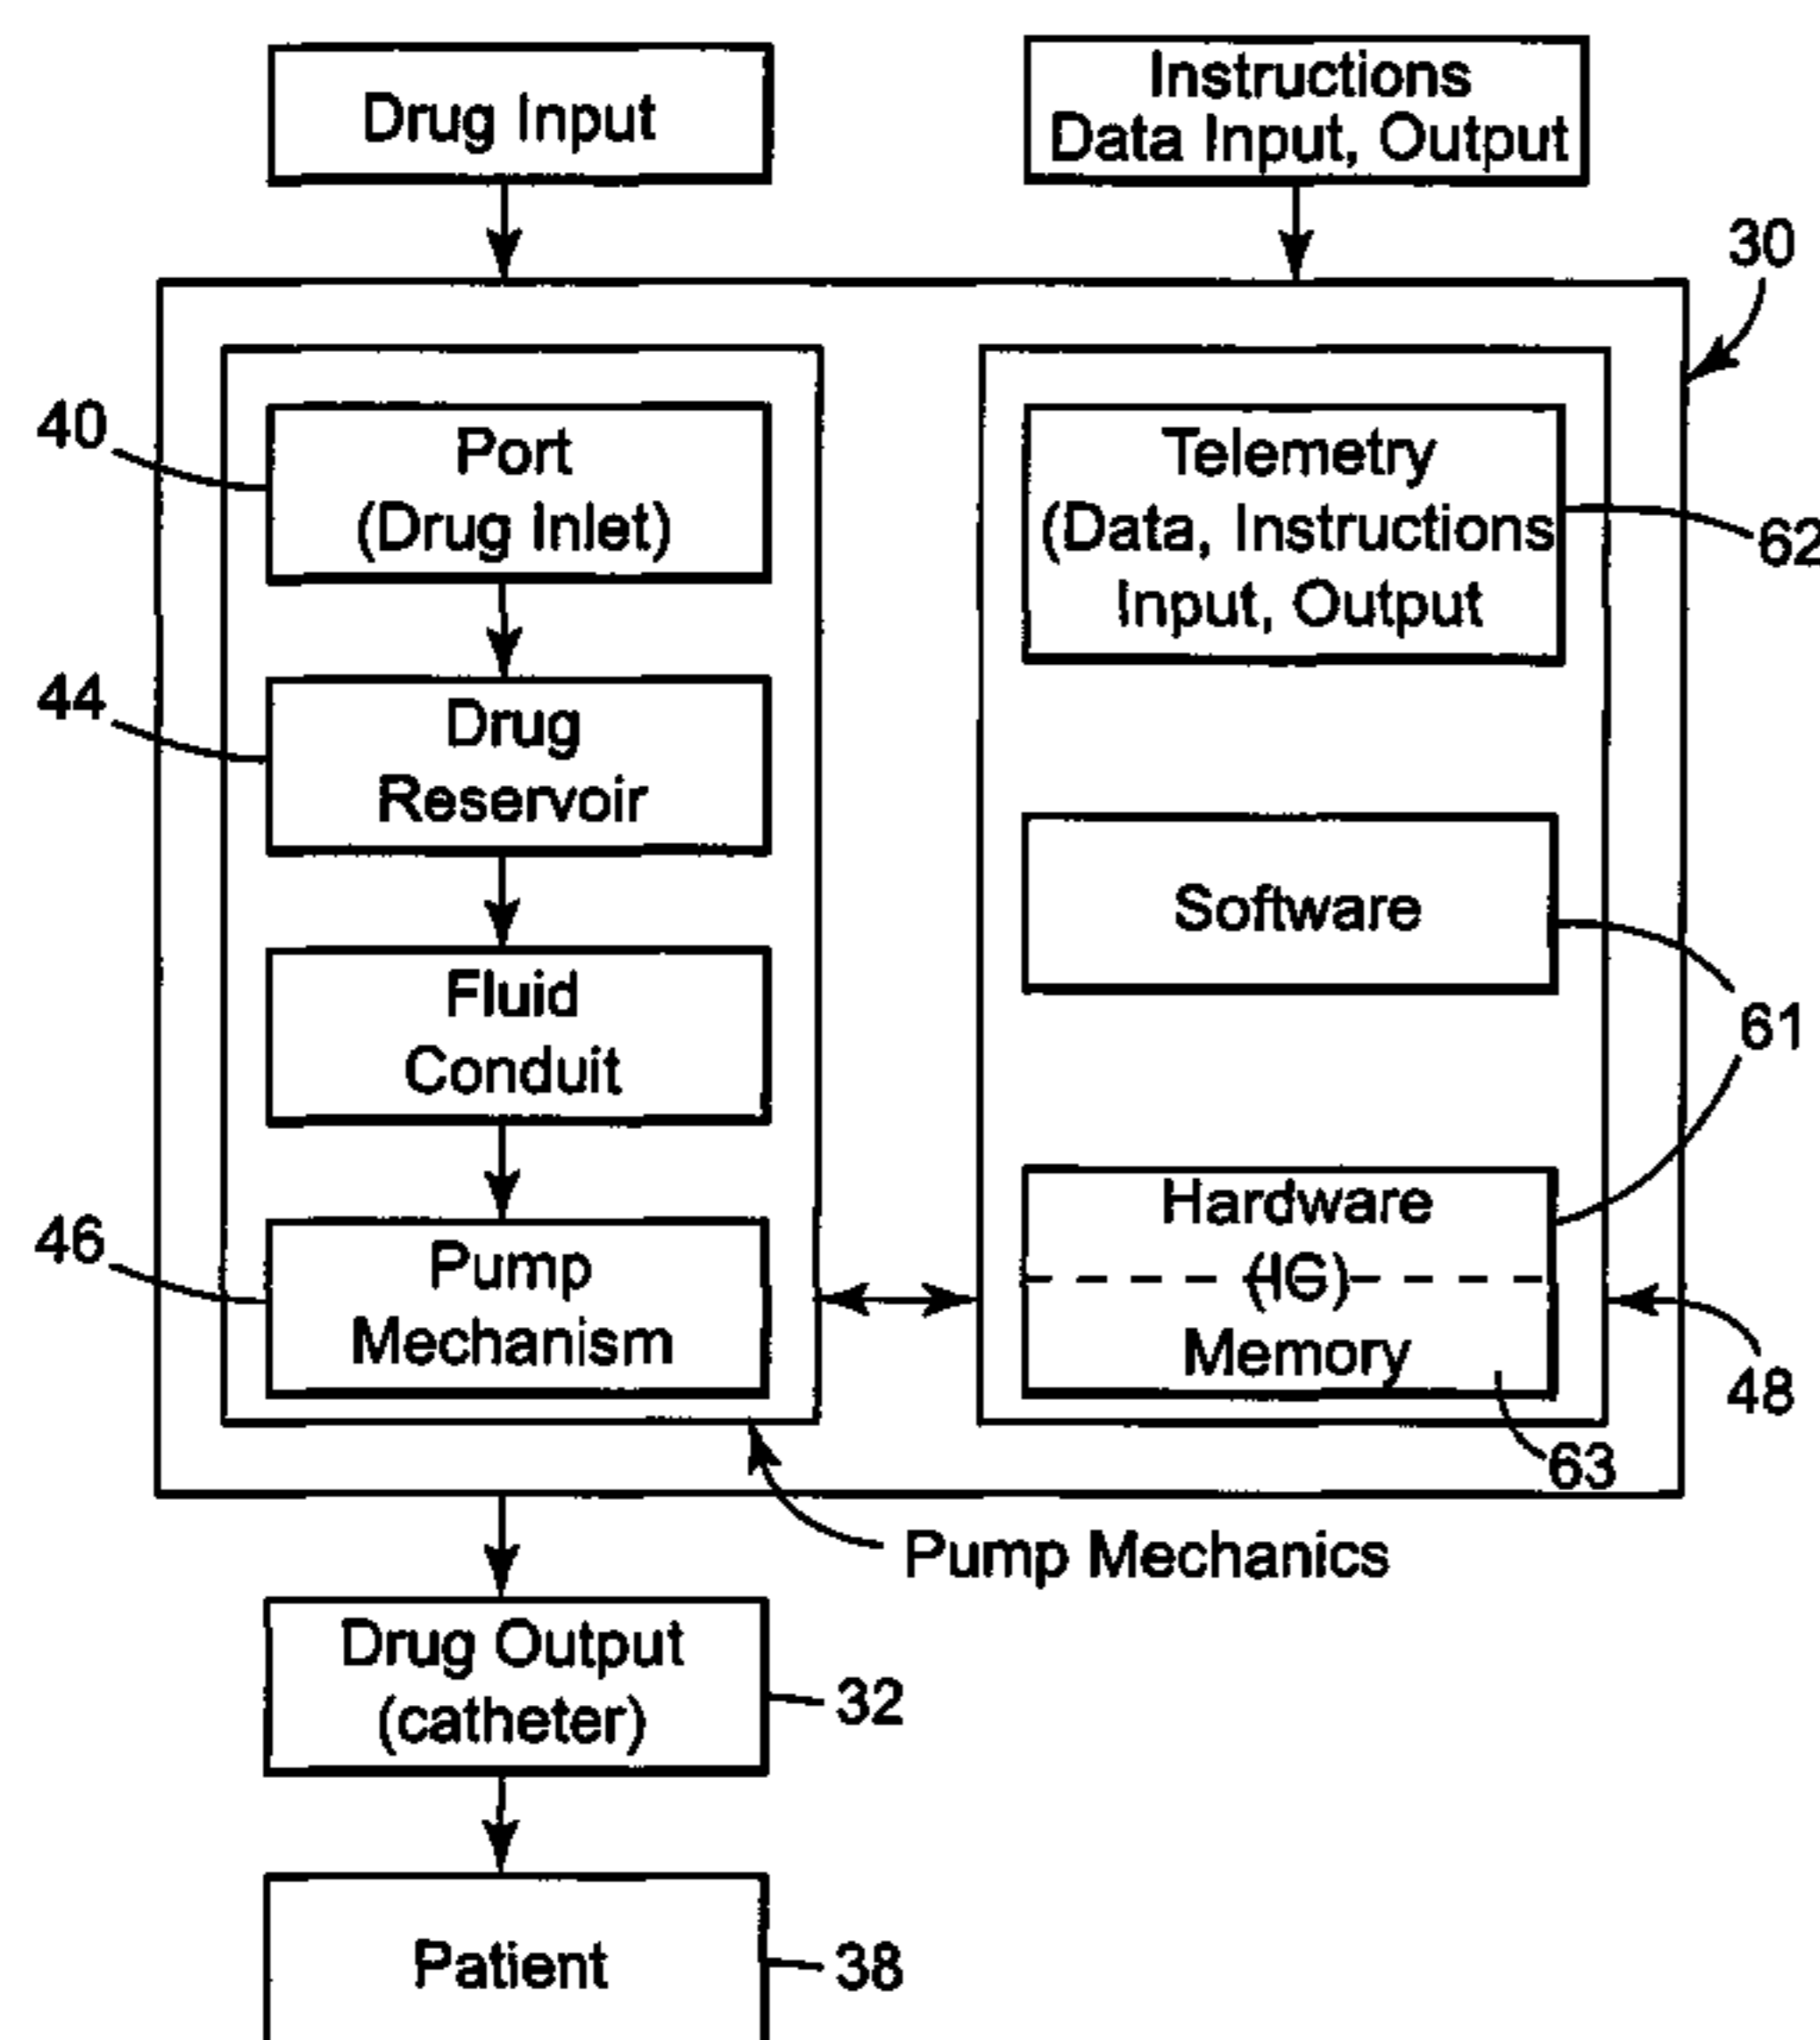 Drug Input
Instructions
Data Input, Output
30
40
Port
(Drug Inlet)
Telemetry
(Data, Instructions
Input, Output
62
44
Drug
Reservoir
Software
61
Fluid
Conduit
46
Pump
Mechanism
Hardware
(IG)
Memory
48
63
Pump Mechanics
Drug Output
(catheter)
32
Patient
38